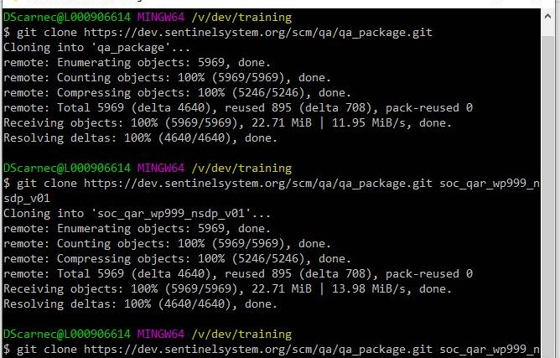 DScarnec@L000906614 MINGW64 /v/dev/training
$ git clone https://dev.sentinelsystem.org/scm/qa/qa_package.git
Cloning into 'qa_package'...
remote: Enumerating objects: 5969, done.
remote: Counting objects: 100% (5969/5969), done.
remote: Compressing objects: 100% (5246/5246), done.
remote: Total 5969 (delta 4640), reused 895 (delta 708), pack-reused 0
Receiving objects: 100% (5969/5969), 22.71 MiB | 11.95 MiB/s, done.
Resolving deltas: 100% (4640/4640), done.
DScarnec@L000906614 MINGW64 /v/dev/training
$ git clone https://dev.sentinelsystem.org/scm/qa/qa_package.git soc_qar_wp999_n
sdp_v01
Cloning into 'soc_qar_wp999_nsdp_v01'...
remote: Enumerating objects: 5969, done.
remote: Counting objects: 100% (5969/5969), done.
remote: Compressing objects: 100% (5246/5246), done.
remote: Total 5969 (delta 4640), reused 895 (delta 708), pack-reused 0
Receiving objects: 100% (5969/5969), 22.71 MiB | 13.98 MiB/s, done.
Resolving deltas: 100% (4640/4640), done.
DScarnec@L000906614 MINGW64 /v/dev/training
$ git clone https://dev.sentinelsystem.org/scm/qa/qa_package.git soc_qar_wp999_n